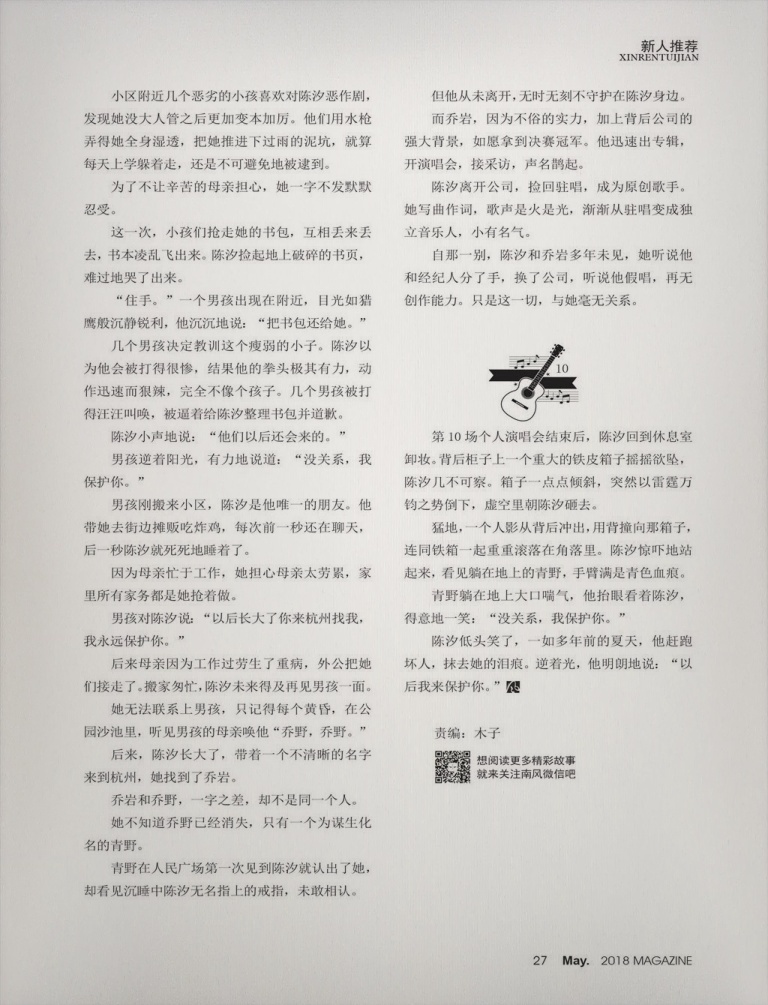 新人推荐
XINRENTUIJIAN
小区附近几个恶劣的小孩喜欢对陈汐恶作剧，
发现她没大人管之后更加变本加厉。他们用水枪
弄得她全身湿透，把她推进下过雨的泥坑，就算
每天上学躲着走，还是不可避免地被逮到。
为了不让辛苦的母亲担心，她一字不发默默
忍受。
这一次，小孩们抢走她的书包，互相丢来丢
去，书本凌乱飞出来。陈汐捡起地上破碎的书页，
难过地哭了出来。
“住手。”一个男孩出现在附近，目光如猎
鹰般沉静锐利，他沉沉地说：“把书包还给她。”
几个男孩决定教训这个瘦弱的小子。陈汐以
为他会被打得很惨，结果他的拳头极其有力，动
作迅速而狠辣，完全不像个孩子。几个男孩被打
得汪汪叫唤，被逼着给陈汐整理书包并道歉。
陈汐小声地说：“他们以后还会来的。”
男孩逆着阳光，有力地说道：“没关系，我
保护你。”
男孩刚搬来小区，陈汐是他唯一的朋友。他
带她去街边摊贩吃炸鸡，每次前一秒还在聊天，
后一秒陈汐就死死地睡着了。
因为母亲忙于工作，她担心母亲太劳累，家
里所有家务都是她抢着做。
男孩对陈汐说：“以后长大了你来杭州找我，
我永远保护你。”
后来母亲因为工作过劳生了重病，外公把她
们接走了。搬家匆忙，陈汐未来得及再见男孩一面。
她无法联系上男孩，只记得每个黄昏，在公
园沙池里，听见男孩的母亲唤他“乔野，乔野。”
后来，陈汐长大了，带着一个不清晰的名字
来到杭州，她找到了乔岩。
乔岩和乔野，一字之差，却不是同一个人。
她不知道乔野已经消失，只有一个为谋生化
名的青野。
青野在人民广场第一次见到陈汐就认出了她，
却看见沉睡中陈汐无名指上的戒指，未敢相认。
但他从未离开，无时无刻不守护在陈汐身边。
而乔岩，因为不俗的实力，加上背后公司的
强大背景，如愿拿到决赛冠军。他迅速出专辑，
开演唱会，接采访，声名鹊起。
陈汐离开公司，捡回驻唱，成为原创歌手。
她写曲作词，歌声是火是光，渐渐从驻唱变成独
立音乐人，小有名气。
自那一别，陈汐和乔岩多年未见，她听说他
和经纪人分了手，换了公司，听说他假唱，再无
创作能力。只是这一切，与她毫无关系。
10
第 10 场个人演唱会结束后，陈汐回到休息室
卸妆。背后柜子上一个重大的铁皮箱子摇摇欲坠，
陈汐几不可察。箱子一点点倾斜，突然以雷霆万
钧之势倒下，虚空里朝陈汐砸去。
猛地，一个人影从背后冲出，用背撞向那箱子，
连同铁箱一起重重滚落在角落里。陈汐惊吓地站
起来，看见躺在地上的青野，手臂满是青色血痕。
青野躺在地上大口喘气，他抬眼看着陈汐，
得意地一笑：“没关系，我保护你。”
陈汐低头笑了，一如多年前的夏天，他赶跑
坏人，抹去她的泪痕。逆着光，他明朗地说：“以
后我来保护你。”
责编：木子
想阅读更多精彩故事
就来关注南风微信吧
27 May. 2018 MAGAZINE